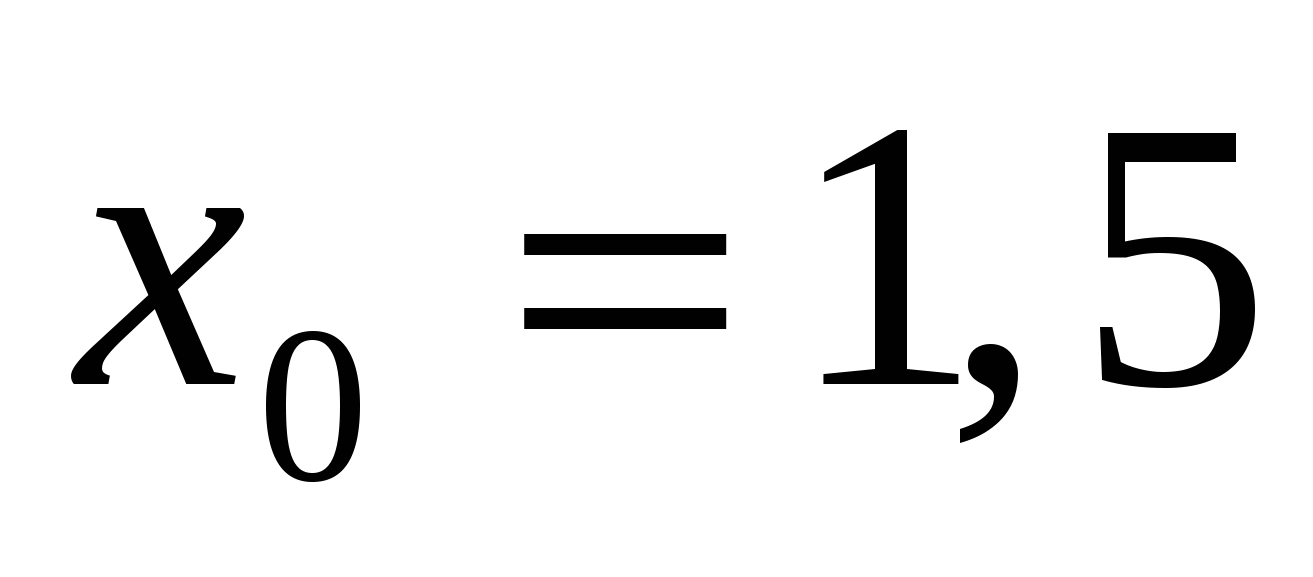 x₀ = 1,5